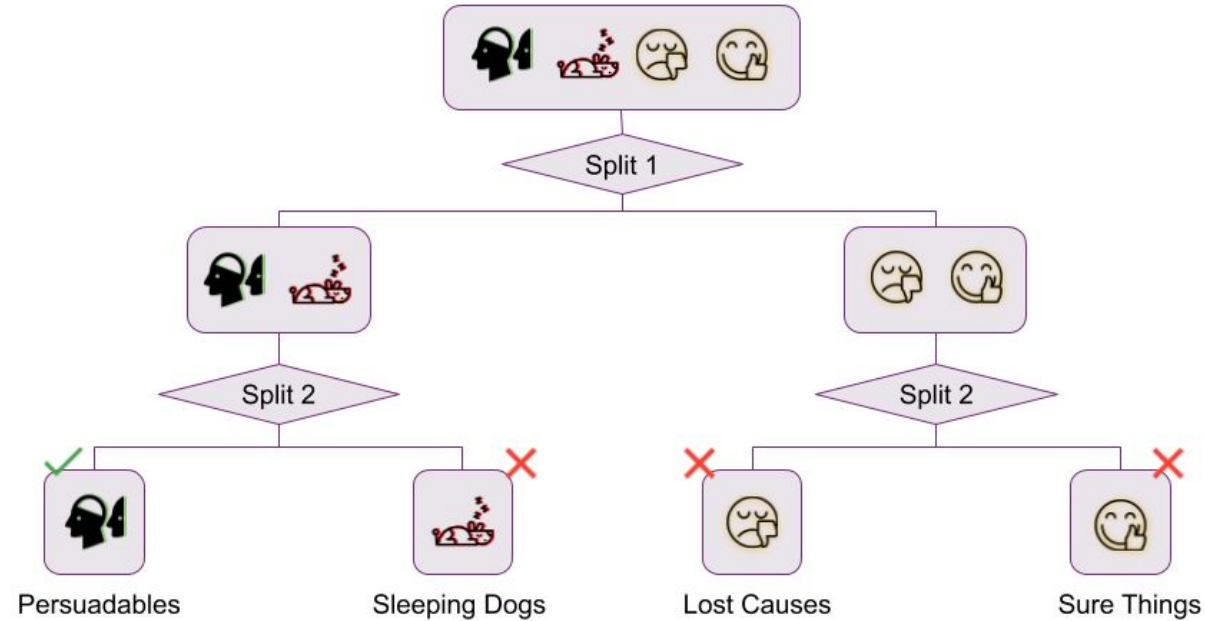 Split 1
Split 2
Split 2
Persuadables
Sleeping Dogs
Lost Causes
Sure Things